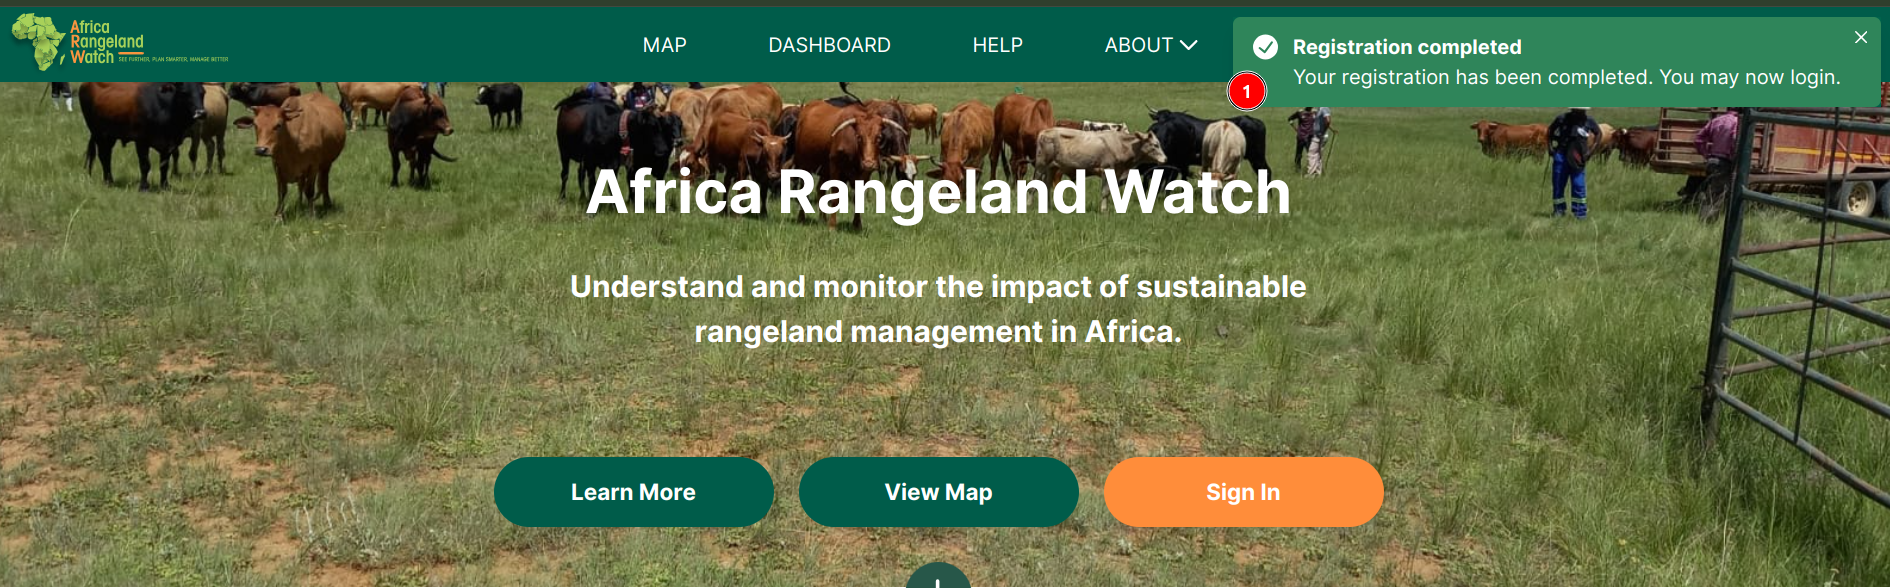 Africa
Rangeland
Watch SEE FURTHER, PLAN SMARTER, MANAGE BETTER
MAP DASHBOARD HELP ABOUT
Registration completed
Your registration has been completed. You may now login.
1
Africa Rangeland Watch
Understand and monitor the impact of sustainable
rangeland management in Africa.
Learn More View Map Sign In